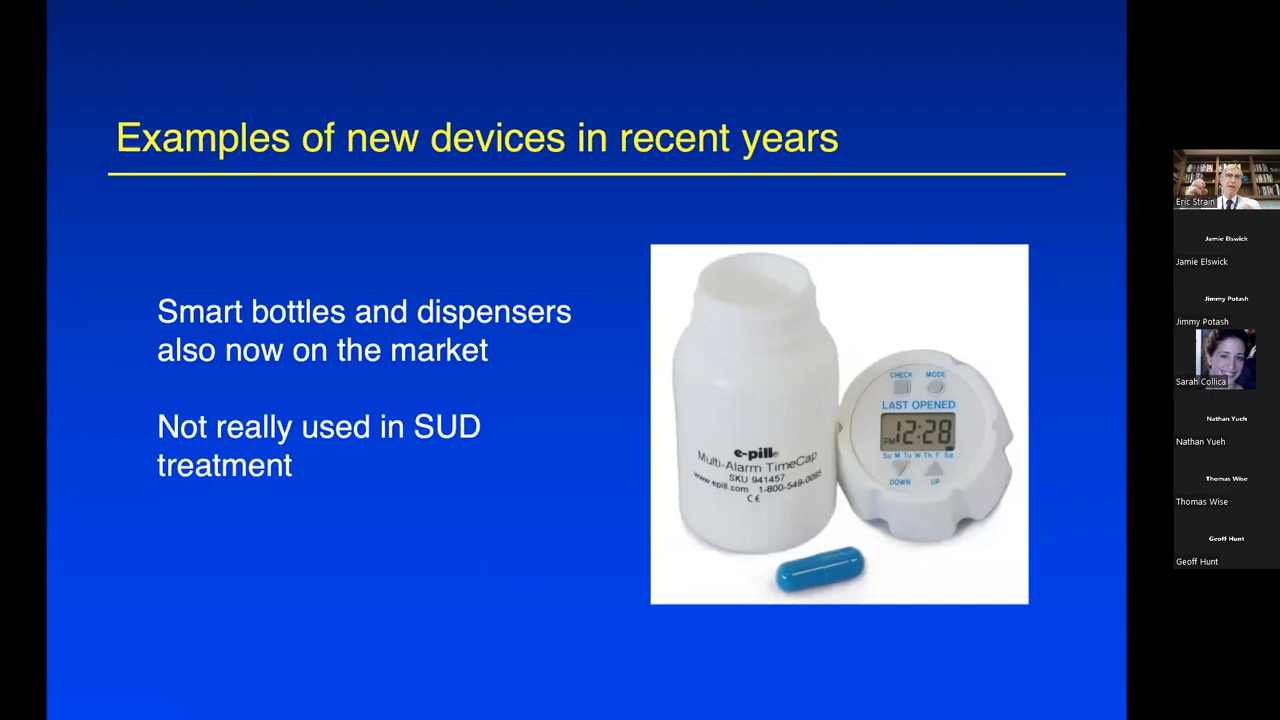 Examples of new devices in recent years
Smart bottles and dispensers
also now on the market
Not really used in SUD
treatment
e-pill®
Multi-Alarm TimeCap
SKU 941457
www.epill.com 1-800-549-0095
CE
CHECK MODE
LAST OPENED
PM 12:28
Su M Tu W Th F Sa
DOWN UP
Eric Strain
Jamie Elswick
Jamie Elswick
Jimmy Potash
Jimmy Potash
Sarah Collica
Nathan Yueh
Nathan Yueh
Thomas Wise
Thomas Wise
Geoff Hunt
Geoff Hunt